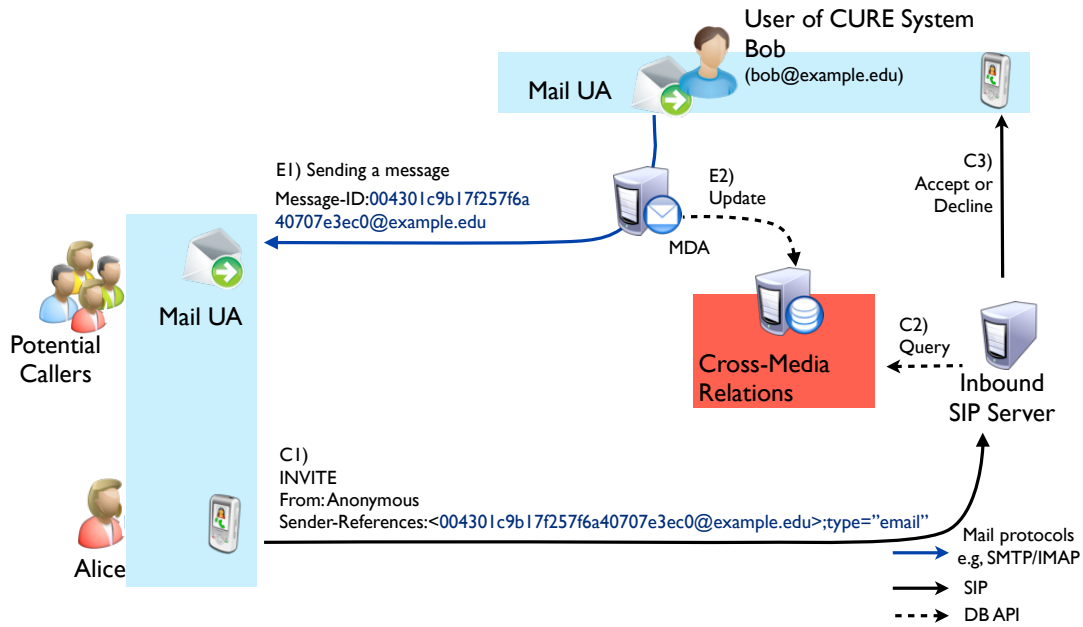 User of CURE System
Bob
(bob@example.edu)
Mail UA
E1) Sending a message
Message-ID:004301c9b17f257f6a
40707e3ec0@example.edu
E2)
Update
C3)
Accept or
Decline
MDA
Mail UA
Potential
Callers
Cross-Media
Relations
C2)
Query
Inbound
SIP Server
C1)
INVITE
From: Anonymous
Sender-References:<004301c9b17f257f6a40707e3ec0@example.edu>;type=”email”
Alice
Mail protocols
e.g, SMTP/IMAP
SIP
DB API